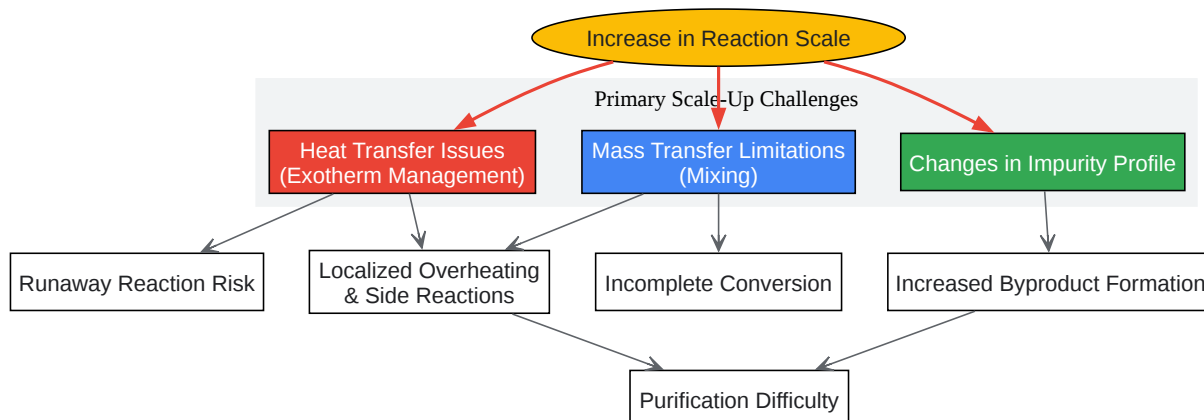 Increase in Reaction Scale
Primary Scale-Up Challenges
Heat Transfer Issues
(Exotherm Management)
Mass Transfer Limitations
(Mixing)
Changes in Impurity Profile
Runaway Reaction Risk
Localized Overheating
& Side Reactions
Incomplete Conversion
Increased Byproduct Formation
Purification Difficulty